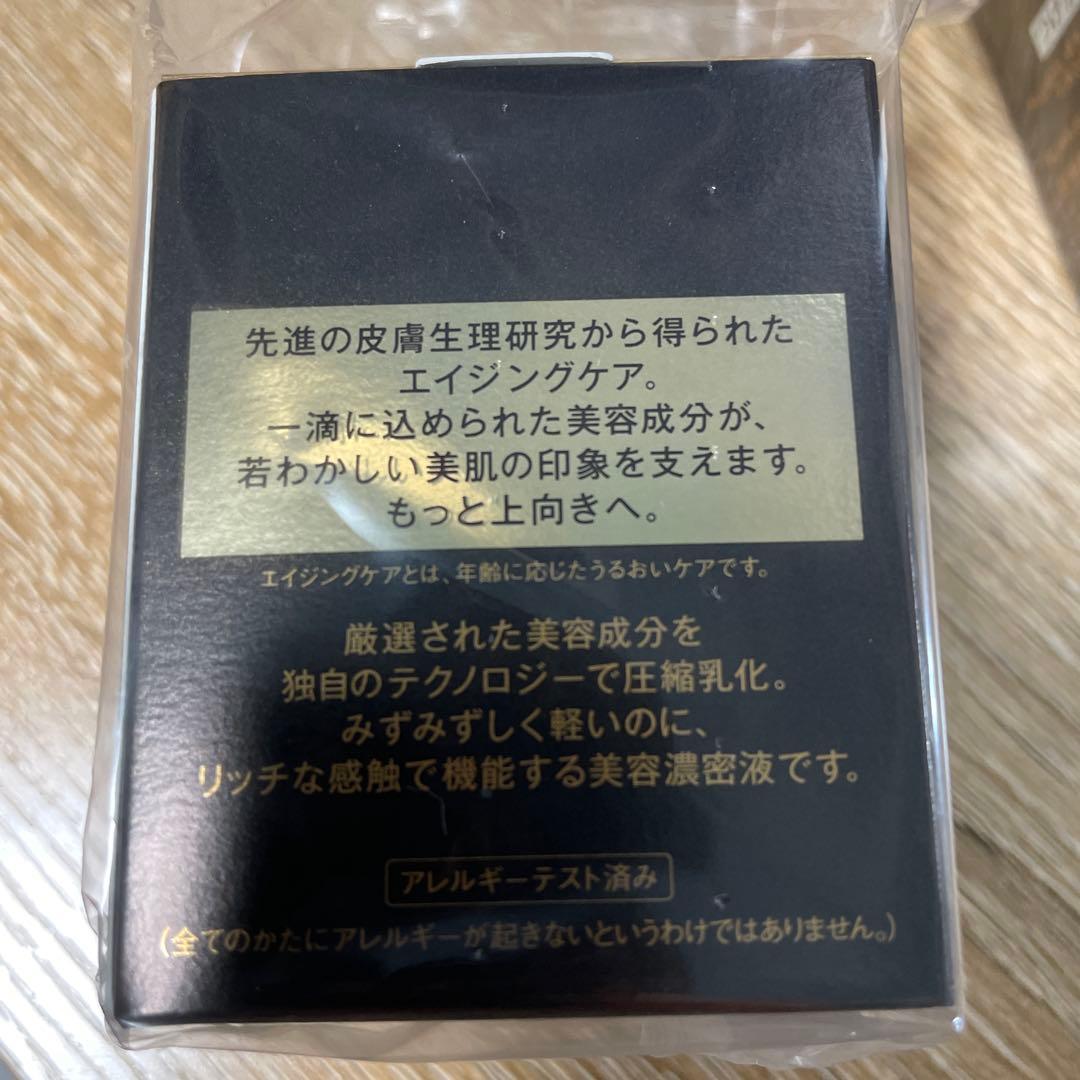 先進の皮膚生理研究から得られた
エイジングケア。
一滴に込められた美容成分が、
若わかしい美肌の印象を支えます。
もっと上向きへ。
エイジングケアとは、年齢に応じたうるおいケアです。
厳選された美容成分を
独自のテクノロジーで圧縮乳化。
みずみずしく軽いのに、
リッチな感触で機能する美容濃密液です。
アレルギーテスト済み
(全てのかたにアレルギーが起きないというわけではありません。)